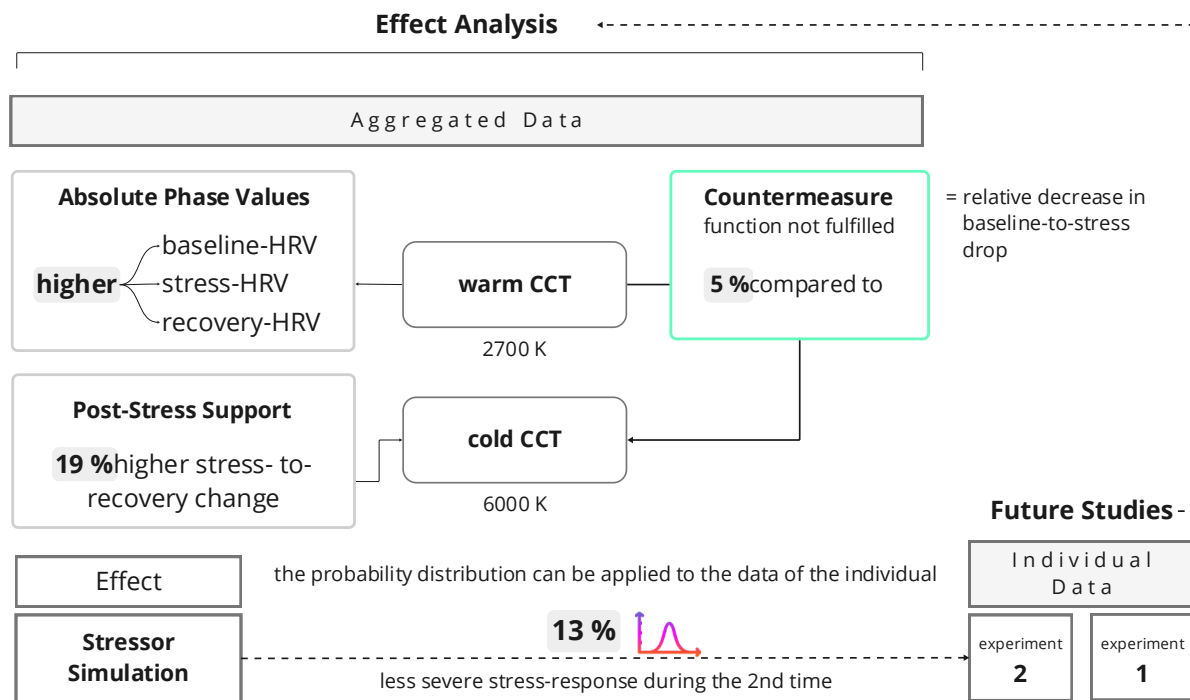 Effect Analysis
Aggregated Data
Absolute Phase Values
higher
baseline-HRV
stress-HRV
recovery-HRV
warm CCT
2700 K
Countermeasure
function not fulfilled
5 % compared to
= relative decrease in
baseline-to-stress
drop
Post-Stress Support
19 % higher stress- to-
recovery change
cold CCT
6000 K
Future Studies
Individual
Data
Effect
the probability distribution can be applied to the data of the individual
Stressor
Simulation
13 %
less severe stress-response during the 2nd time
experiment
2
experiment
1